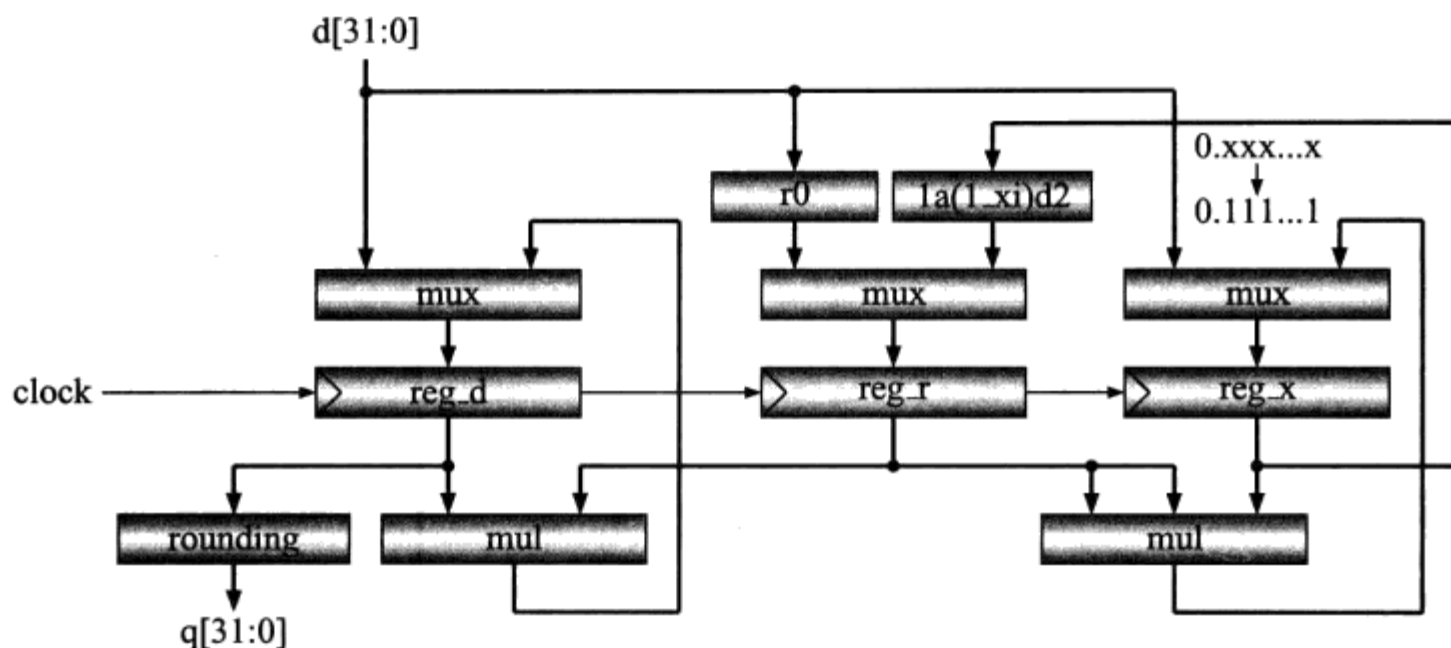 d[31:0]
0.xxx...x
r0
1a(1_xi)d2
0.111...1
mux
mux
mux
clock
reg_d
reg_r
reg_x
rounding
mul
mul
q[31:0]